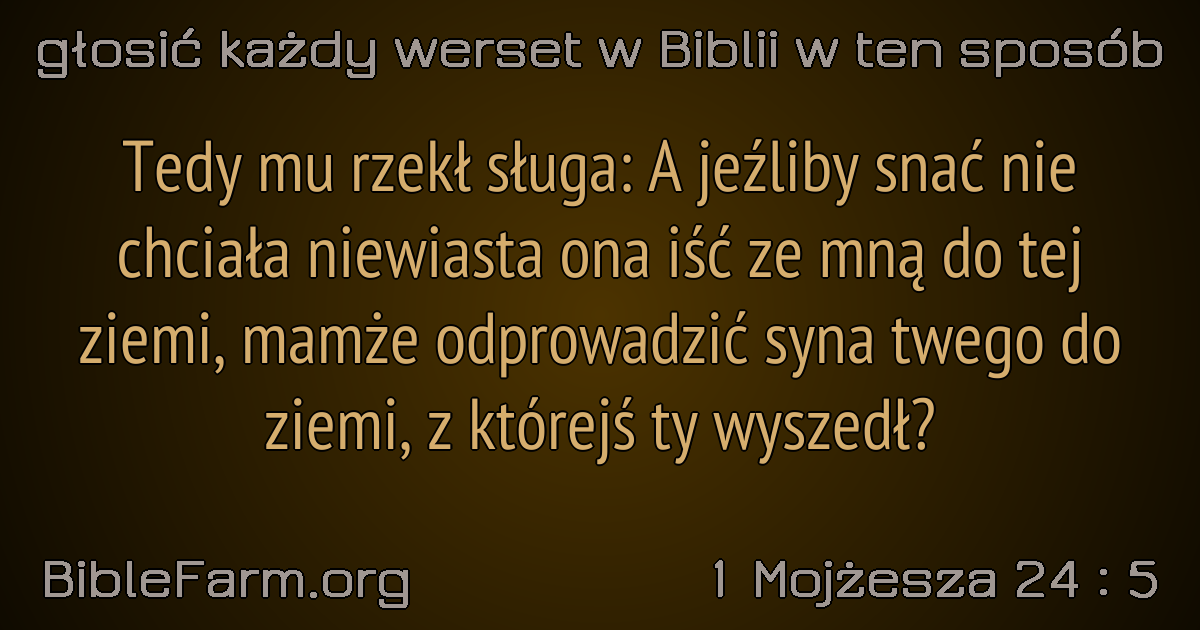 głosić każdy werset w Biblii w ten sposób
Tedy mu rzekł sługa: A jeźliby snać nie
chciała niewiasta ona iść ze mną do tej
ziemi, mamże odprowadzić syna twego do
ziemi, z którejś ty wyszedł?
BibleFarm.org
1 Mojżesza 24 : 5